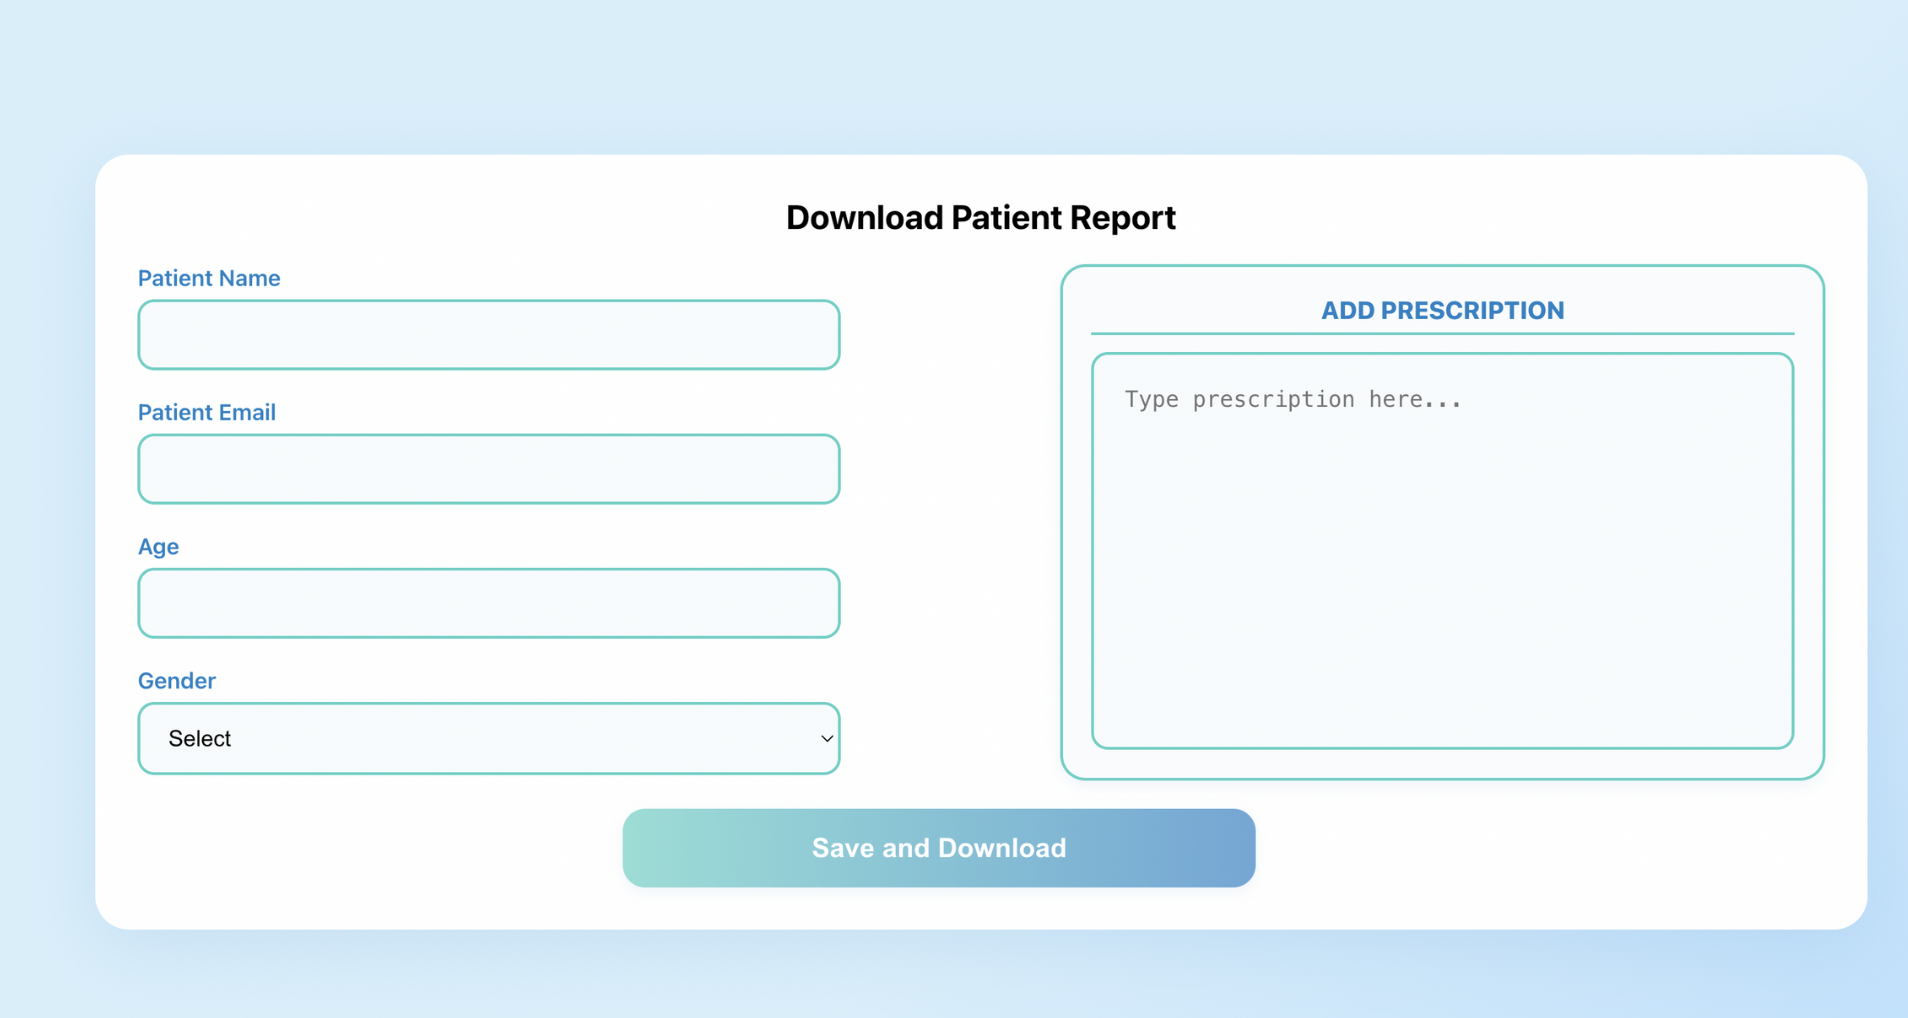 Download Patient Report
Patient Name
Patient Email
Age
Gender
Select
ADD PRESCRIPTION
Type prescription here...
Save and Download